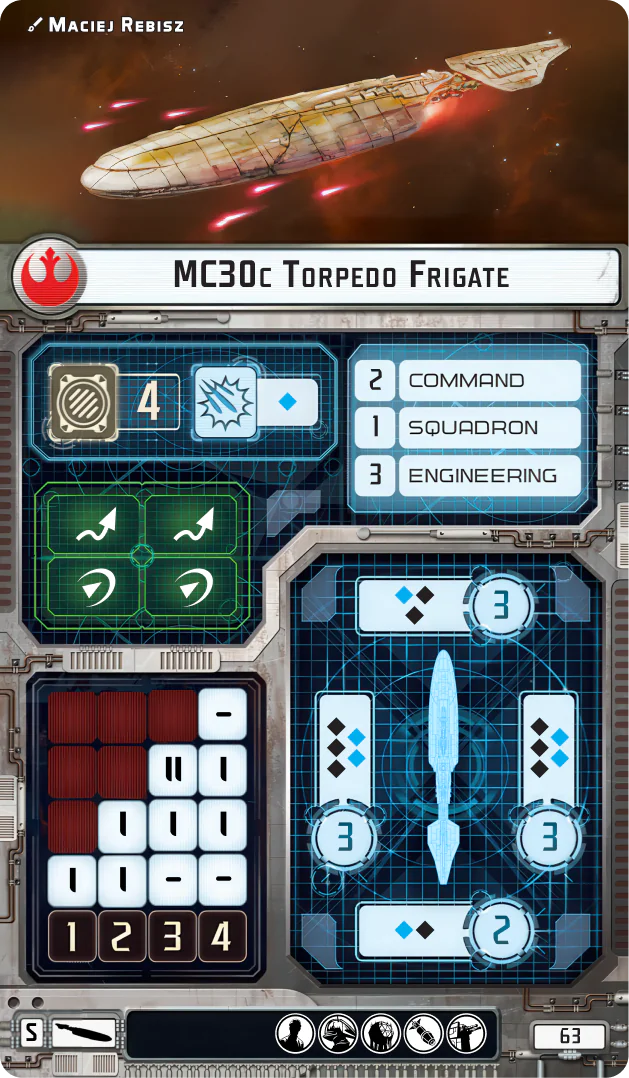 Maciej Rebisz
MC30c Torpedo Frigate
4
2 COMMAND
1 SQUADRON
3 ENGINEERING
3
3 3
2
-
II I
I I I
I I - -
1 2 3 4
S
63